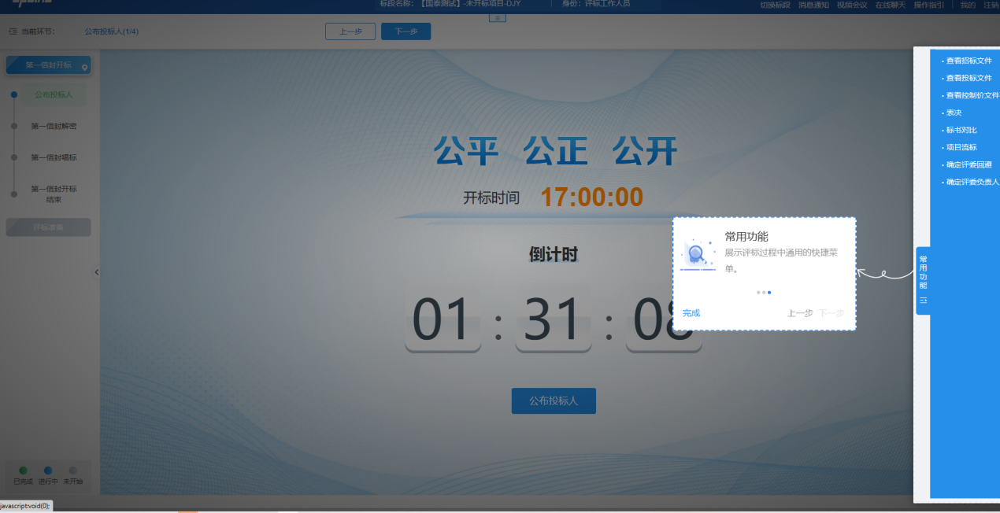 标段名称：【国泰测试】-未开标项目-DJY
身份：评标工作人员
切换标段 消息通知 视频会议 在线聊天 操作指引 我的 注销
当前环节：
公布投标人(1/4)
上一步
下一步
第一信封开标
公布投标人
第一信封解密
第一信封唱标
第一信封开标
结束
评标准备
已完成 进行中 未开始
公平 公正 公开
开标时间 17:00:00
倒计时
01 : 31 : 08
公布投标人
常用功能
展示评标过程中通用的快捷菜
单。
完成
上一步 下一步
常用功能
· 查看招标文件
· 查看投标文件
· 查看控制价文件
· 表决
· 标书对比
· 项目流标
· 确定评委回避
· 确定评委负责人
javascript:void(0);